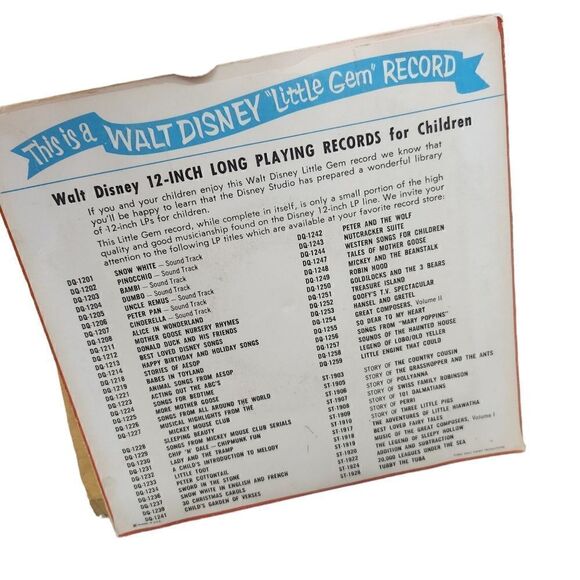 This is a WALT DISNEY "Little Gem" RECORD
Walt Disney 12-INCH LONG PLAYING RECORDS for Children
If you and your children enjoy this Walt Disney Little Gem record we know that
you'll be happy to learn that the Disney Studio has prepared a wonderful library
of 12-inch LPs for children.
This Little Gem record, while complete in itself, is only a small portion of the high
quality and good musicianship found on the Disney 12-inch LP line. We invite your
attention to the following LP titles which are available at your favorite record store:
DQ-1201 SNOW WHITE – Sound Track
DQ-1202 PINOCCHIO – Sound Track
DQ-1203 BAMBI – Sound Track
DQ-1204 DUMBO – Sound Track
DQ-1205 UNCLE REMUS – Sound Track
DQ-1206 PETER PAN – Sound Track
DQ-1207 CINDERELLA – Sound Track
DQ-1208 ALICE IN WONDERLAND
DQ-1211 MOTHER GOOSE NURSERY RHYMES
DQ-1212 DONALD DUCK AND HIS FRIENDS
DQ-1213 BEST LOVED DISNEY SONGS
DQ-1214 HAPPY BIRTHDAY AND HOLIDAY SONGS
DQ-1218 STORIES OF AESOP
DQ-1219 BABES IN TOYLAND
DQ-1221 ANIMAL SONGS FROM AESOP
DQ-1223 ACTING OUT THE ABC'S
DQ-1224 SONGS FOR BEDTIME
DQ-1225 MORE MOTHER GOOSE
DQ-1226 SONGS FROM ALL AROUND THE WORLD
DQ-1227 MUSICAL HIGHLIGHTS FROM THE
MICKEY MOUSE CLUB
DQ-1228 SLEEPING BEAUTY
DQ-1229 SONGS FROM MICKEY MOUSE CLUB SERIALS
DQ-1230 CHIP 'N' DALE – CHIPMUNK FUN
DQ-1231 LADY AND THE TRAMP
DQ-1232 A CHILD'S INTRODUCTION TO MELODY
DQ-1233 LITTLE TOOT
DQ-1234 PETER COTTONTAIL
DQ-1236 SWORD IN THE STONE
DQ-1237 SNOW WHITE IN ENGLISH AND FRENCH
DQ-1239 30 CHRISTMAS CAROLS
DQ-1241 CHILD'S GARDEN OF VERSES
DQ-1242 PETER AND THE WOLF
DQ-1243 NUTCRACKER SUITE
DQ-1244 WESTERN SONGS FOR CHILDREN
DQ-1247 TALES OF MOTHER GOOSE
DQ-1248 MICKEY AND THE BEANSTALK
DQ-1249 ROBIN HOOD
DQ-1250 GOLDILOCKS AND THE 3 BEARS
DQ-1251 TREASURE ISLAND
DQ-1252 GOOFY'S T.V. SPECTACULAR
DQ-1253 HANSEL AND GRETEL
DQ-1254 GREAT COMPOSERS, Volume II
DQ-1255 SO DEAR TO MY HEART
DQ-1256 SONGS FROM "MARY POPPINS"
DQ-1257 SOUNDS OF THE HAUNTED HOUSE
DQ-1258 LEGEND OF LOBO/OLD YELLER
DQ-1259 LITTLE ENGINE THAT COULD
ST-1903 STORY OF THE COUNTRY COUSIN
ST-1905 STORY OF THE GRASSHOPPER AND THE ANTS
ST-1906 STORY OF POLLYANNA
ST-1907 STORY OF SWISS FAMILY ROBINSON
ST-1908 STORY OF 101 DALMATIANS
ST-1909 STORY OF PERRI
ST-1910 STORY OF THREE LITTLE PIGS
ST-1917 THE ADVENTURES OF LITTLE HIAWATHA
ST-1918 BEST LOVED FAIRY TALES
ST-1919 MUSIC OF THE GREAT COMPOSERS, Volume I
ST-1920 THE LEGEND OF SLEEPY HOLLOW
ST-1922 ADDITION AND SUBTRACTION
ST-1924 20,000 LEAGUES UNDER THE SEA
ST-1928 TUBBY THE TUBA